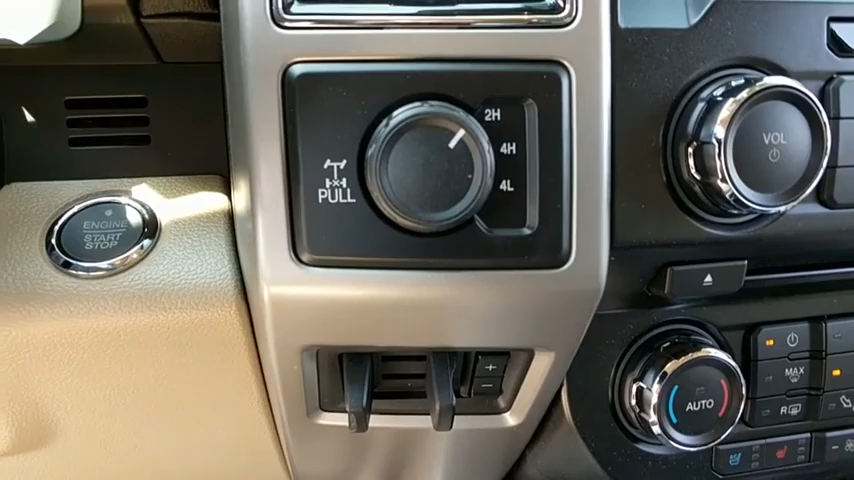 2H
4H
4L
PULL
ENGINE
START
STOP
VOL
AUTO
MAX
A/C
R
+
-